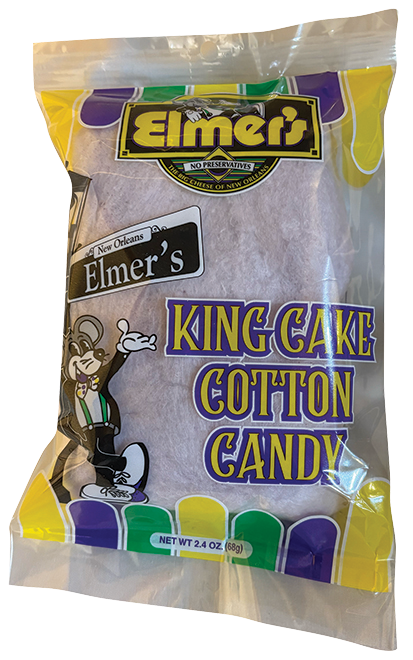 Elmer's
NO PRESERVATIVES
THE BIG CHEESE OF NEW ORLEANS
New Orleans
Elmer's
KING CAKE
COTTON
CANDY
NET WT 2.4 OZ. (68g)